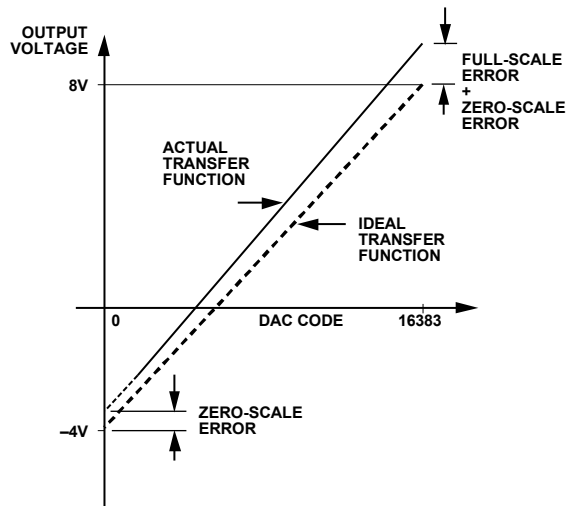 OUTPUT
VOLTAGE
8V
FULL-SCALE
ERROR
+
ZERO-SCALE
ERROR
ACTUAL
TRANSFER
FUNCTION
IDEAL
TRANSFER
FUNCTION
0
DAC CODE
16383
ZERO-SCALE
ERROR
–4V